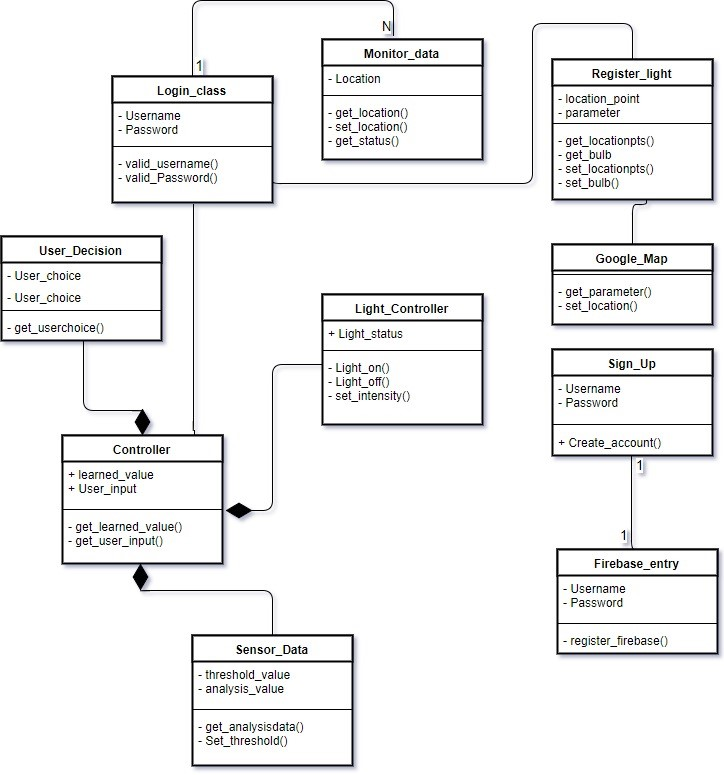 N
1
Monitor_data
- Location
- get_location()
- set_location()
- get_status()
Login_class
- Username
- Password
- valid_username()
- valid_Password()
Register_light
- location_point
- parameter
- get_locationpts()
- get_bulb
- set_locationpts()
- set_bulb()
User_Decision
- User_choice
- User_choice
- get_userchoice()
Google_Map
- get_parameter()
- set_location()
Light_Controller
+ Light_status
- Light_on()
- Light_off()
- set_intensity()
Sign_Up
- Username
- Password
+ Create_account()
1
1
Controller
+ learned_value
+ User_input
- get_learned_value()
- get_user_input()
Firebase_entry
- Username
- Password
- register_firebase()
Sensor_Data
- threshold_value
- analysis_value
- get_analysisdata()
- Set_threshold()